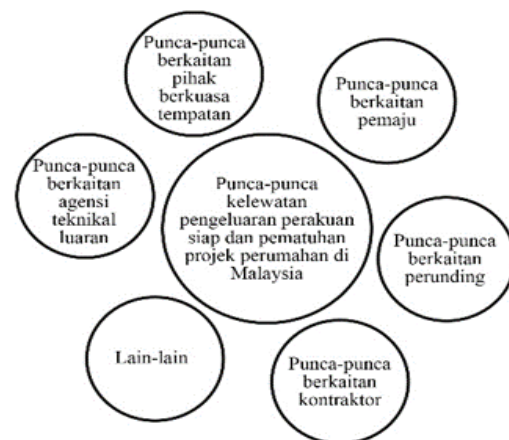 Punca-punca
berkaitan
pihak
berkuasa
tempatan
Punca-punca
berkaitan
pemaju
Punca-punca
berkaitan
agensi
teknikal
luaran
Punca-punca
kelewatan
pengeluaran perakuan
siap dan pematuhan
projek perumahan di
Malaysia
Punca-punca
berkaitan
perunding
Lain-lain
Punca-punca
berkaitan
kontraktor